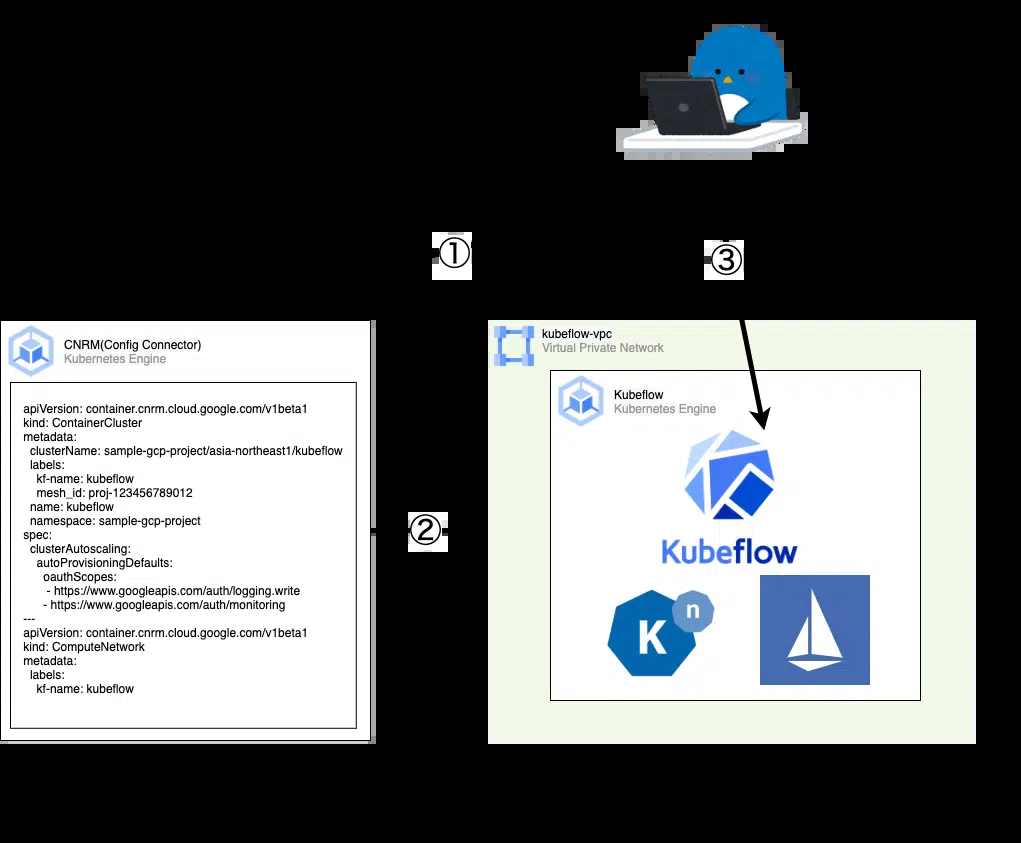 ①
③
CNRM(Config Connector)
Kubernetes Engine
apiVersion: container.cnrm.cloud.google.com/v1beta1
kind: ContainerCluster
metadata:
  clusterName: sample-gcp-project/asia-northeast1/kubeflow
  labels:
    kf-name: kubeflow
    mesh_id: proj-123456789012
  name: kubeflow
  namespace: sample-gcp-project
spec:
  clusterAutoscaling:
    autoProvisioningDefaults:
      oauthScopes:
       - https://www.googleapis.com/auth/logging.write
      - https://www.googleapis.com/auth/monitoring
---
apiVersion: container.cnrm.cloud.google.com/v1beta1
kind: ComputeNetwork
metadata:
  labels:
    kf-name: kubeflow
②
kubeflow-vpc
Virtual Private Network
Kubeflow
Kubernetes Engine
Kubeflow
K
n